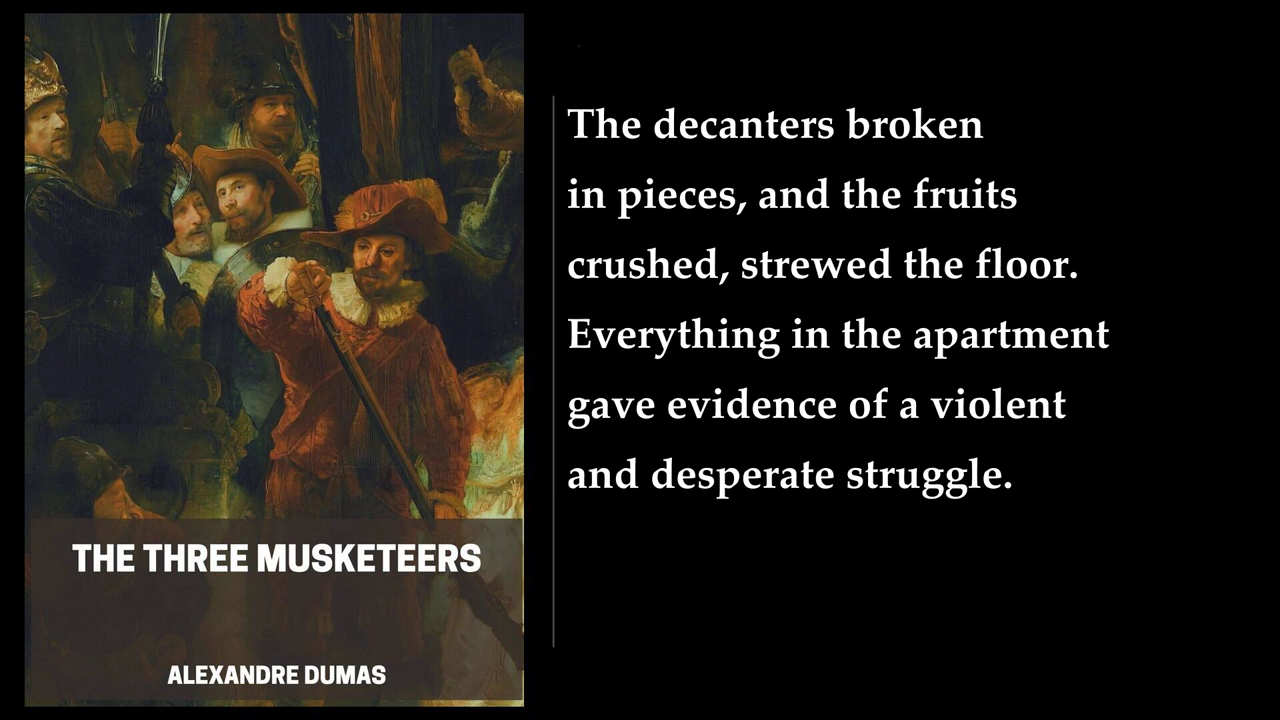 THE THREE MUSKETEERS
ALEXANDRE DUMAS
The decanters broken
in pieces, and the fruits
crushed, strewed the floor.
Everything in the apartment
gave evidence of a violent
and desperate struggle.